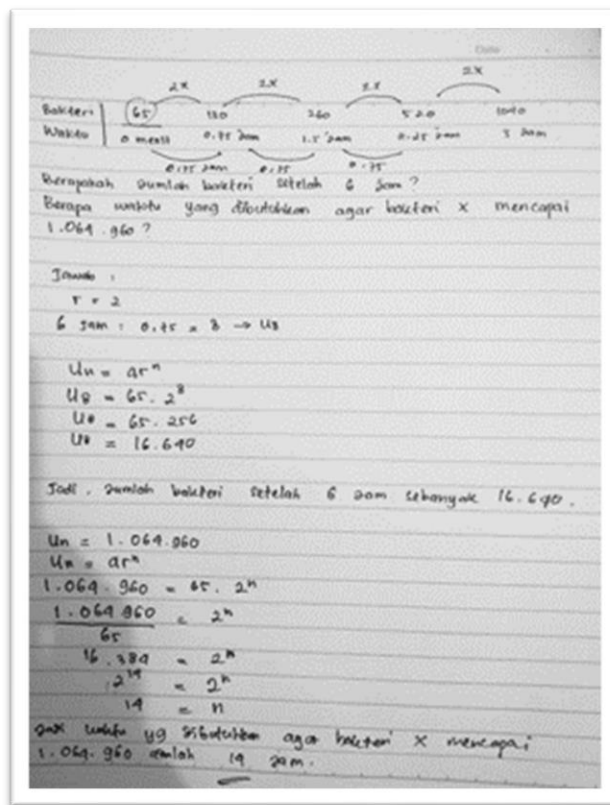 2x 2x 2x 2x
Bakteri 65 130 260 520 1040
Waktu 0 menit 0.75 Jam 1.5 Jam 2.25 Jam 3 Jam
0.75 Jam 0.75 0.75
Berapakah Jumlah bakteri setelah 6 Jam ?
Berapa waktu yang dibutuhkan agar bakteri X mencapai
1.064.960 ?
Jawab :
r = 2
6 Jam : 0.75 = 8 → U8
Un = ar^n
U8 = 65. 2^8
U8 = 65. 256
U8 = 16.640
Jadi, Jumlah bakteri setelah 6 Jam sebanyak 16.640.
Un = 1.064.960
Un = ar^n
1.064.960 = 65. 2^n
1.064.960 / 65 = 2^n
16.384 = 2^n
2^14 = 2^n
14 = n
Jadi waktu yg dibutuhkan agar bakteri X mencapai
1.064.960 adalah 14 Jam.